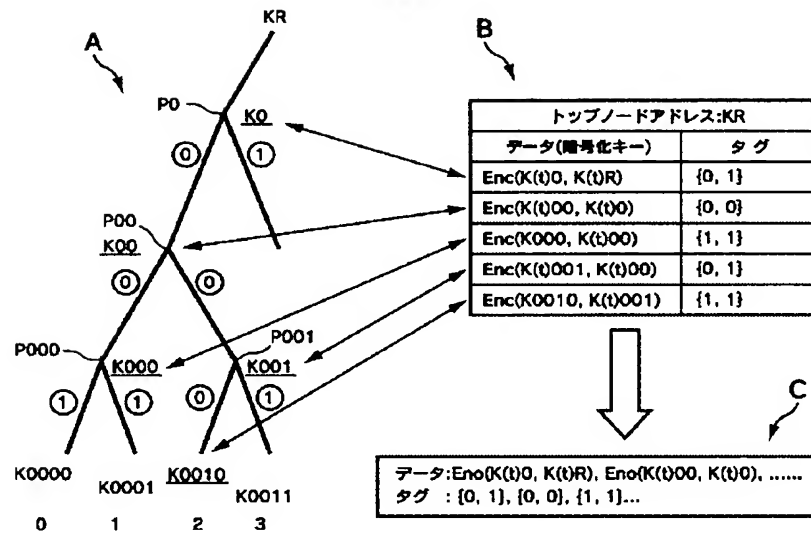 KR
A
B
P0
K0
0
1
P00
K00
0
0
P000
K000
P001
K001
1
1
0
1
K0000
K0001
K0010
K0011
0 1 2 3
トップノードアドレス:KR
データ(暗号化キー) タグ
Enc(K(t)0, K(t)R) {0, 1}
Enc(K(t)00, K(t)0) {0, 0}
Enc(K000, K(t)00) {1, 1}
Enc(K(t)001, K(t)00) {0, 1}
Enc(K0010, K(t)001) {1, 1}
C
データ:Eno(K(t)0, K(t)R), Eno(K(t)00, K(t)0), ......
タグ : {0, 1}, {0, 0}, {1, 1}...